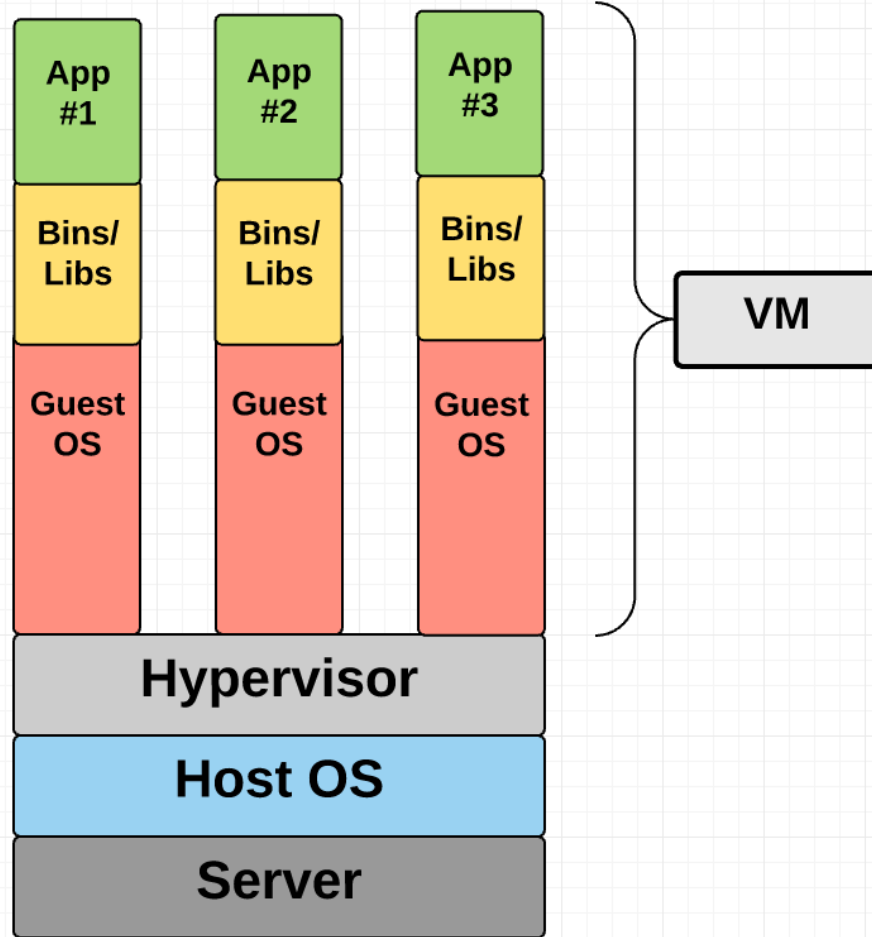 App
#1
App
#2
App
#3
Bins/
Libs
Bins/
Libs
Bins/
Libs
Guest
OS
Guest
OS
Guest
OS
VM
Hypervisor
Host OS
Server